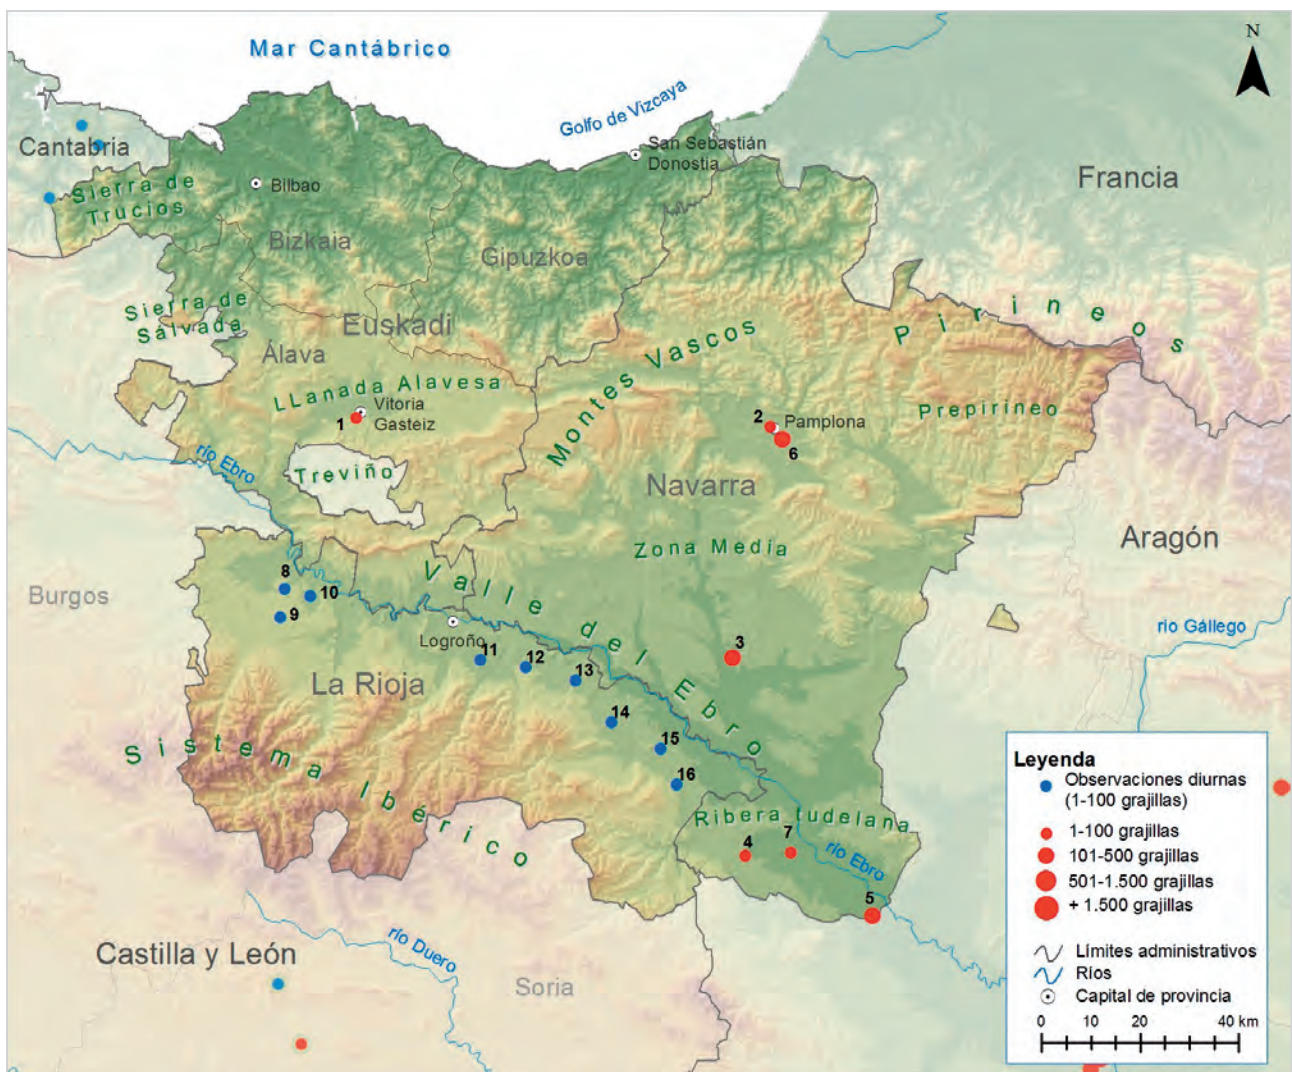 Mar Cantábrico
N
Golfo de Vizcaya
San Sebastián
Donostia
Cantabria
Francia
Sierra de
Trucios
Bilbao
Bizkaia
Gipuzkoa
Sierra de
Sálvada
Euskadi
Álava
Montes Vascos
Pirineos
LLanada Alavesa
Vitoria
Gasteiz
1
Prepirineo
2
Pamplona
6
río Ebro
Treviño
Navarra
Aragón
Zona Media
Burgos
8
10
9
Valle del Ebro
río Gállego
Logroño
11
12
13
3
La Rioja
14
15
16
Sistema Ibérico
Ribera tudelana
4
7
río Ebro
5
Castilla y León
río Duero
Soria
Leyenda
Observaciones diurnas
(1-100 grajillas)
1-100 grajillas
101-500 grajillas
501-1.500 grajillas
+ 1.500 grajillas
Límites administrativos
Ríos
Capital de provincia
0 10 20 40 km